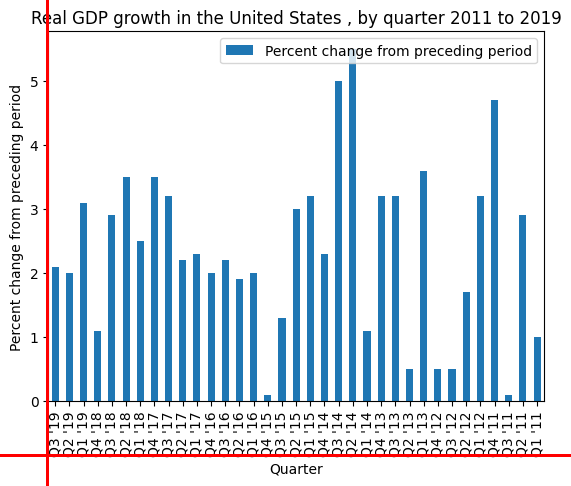 Real GDP growth in the United States , by quarter 2011 to 2019
Percent change from preceding period
Percent change from preceding period
5
4
3
2
1
0
Q3 '19
Q2 '19
Q1 '19
Q4 '18
Q3 '18
Q2 '18
Q1 '18
Q4 '17
Q3 '17
Q2 '17
Q1 '17
Q4 '16
Q3 '16
Q2 '16
Q1 '16
Q4 '15
Q3 '15
Q2 '15
Q1 '15
Q4 '14
Q3 '14
Q2 '14
Q1 '14
Q4 '13
Q3 '13
Q2 '13
Q1 '13
Q4 '12
Q3 '12
Q2 '12
Q1 '12
Q4 '11
Q3 '11
Q2 '11
Q1 '11
Quarter